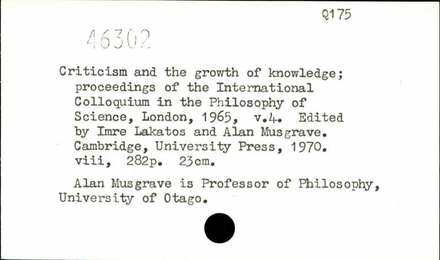 Q175
46302
Criticism and the growth of knowledge;
proceedings of the International
Colloquium in the Philosophy of
Science, London, 1965, v.4. Edited
by Imre Lakatos and Alan Musgrave.
Cambridge, University Press, 1970.
viii, 282p. 23cm.
Alan Musgrave is Professor of Philosophy,
University of Otago.